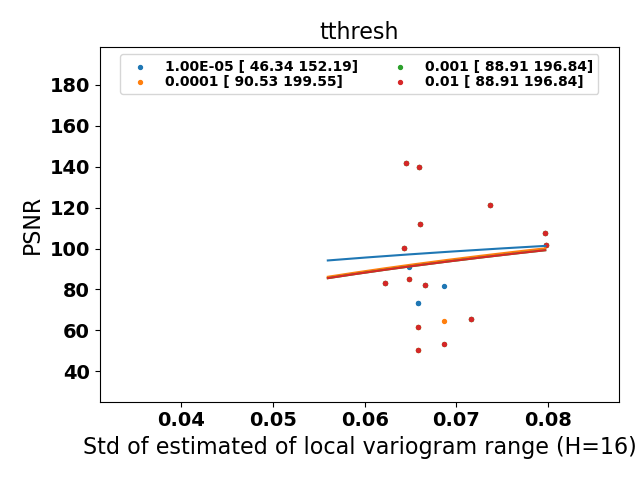 tthresh
1.00E-05 [ 46.34 152.19]
0.0001 [ 90.53 199.55]
0.001 [ 88.91 196.84]
0.01 [ 88.91 196.84]
PSNR
180
160
140
120
100
80
60
40
0.04 0.05 0.06 0.07 0.08
Std of estimated of local variogram range (H=16)